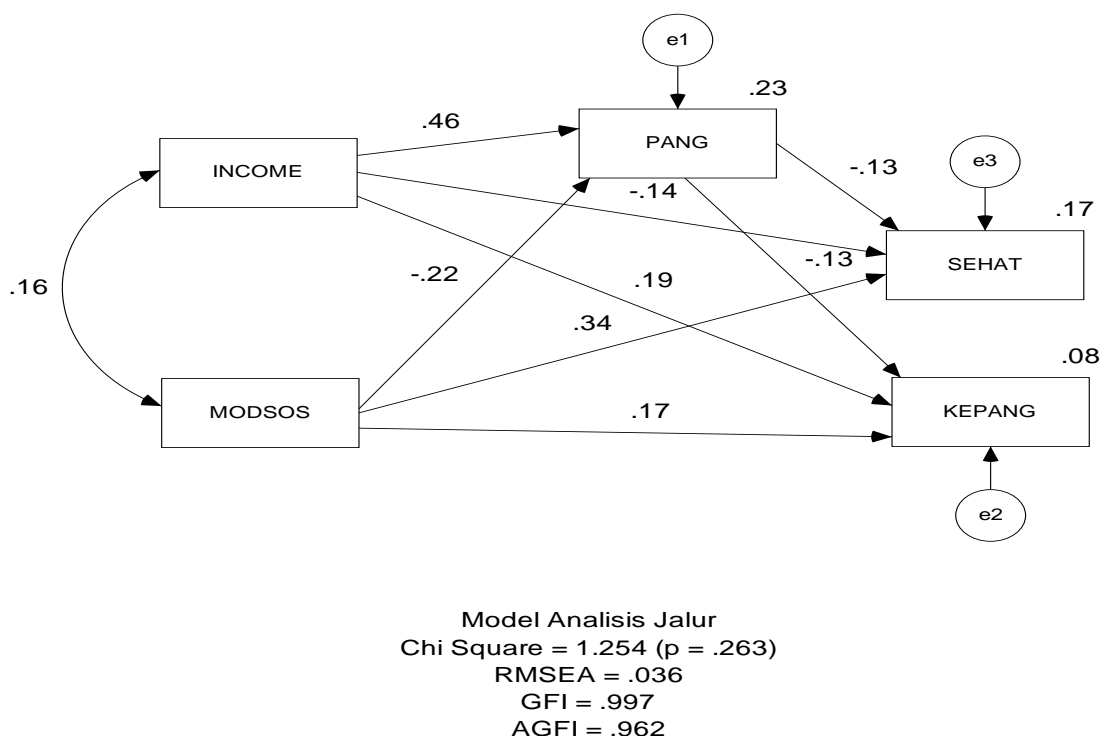 e1
.23
.46
PANG
INCOME
e3
-.13
-.14
.17
SEHAT
-.13
-.22
.19
.16
.34
.08
MODSOS
.17
KEPANG
e2
Model Analisis Jalur
Chi Square = 1.254 (p = .263)
RMSEA = .036
GFI = .997
AGFI = .962